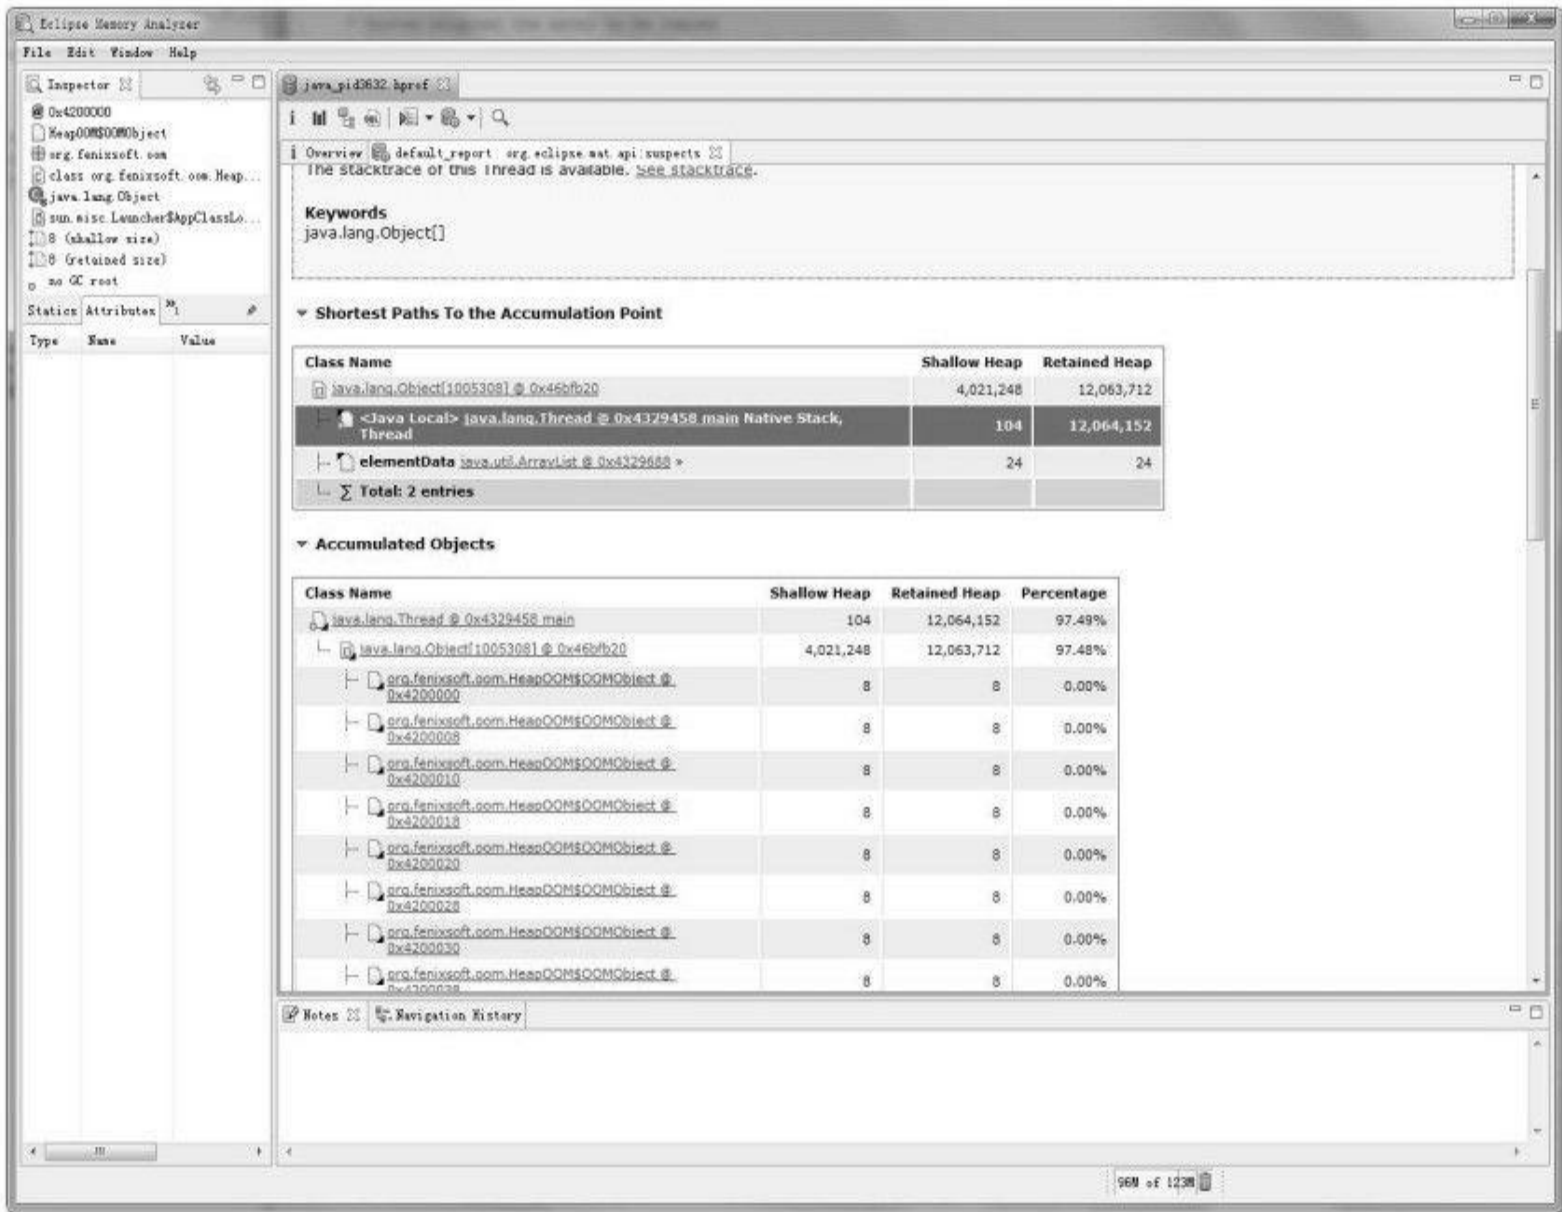 Eclipse Memory Analyzer
File Edit Window Help
Inspector
@ 0x4200000
HeapOOM$OOMObject
org.fenixsoft.oom
class org.fenixsoft.oom.Heap...
java.lang.Object
sun.misc.Launcher$AppClassLo...
8 (shallow size)
8 (retained size)
no GC root
Statics Attributes »1
Type Name Value
java_pid3632.hprof
i Overview default_report org.eclipse.mat.api:suspects
The stacktrace of this Thread is available. See stacktrace.
Keywords
java.lang.Object[]
Shortest Paths To the Accumulation Point
Class Name Shallow Heap Retained Heap
java.lang.Object[1005308] @ 0x46bfb20 4,021,248 12,063,712
<Java Local> java.lang.Thread @ 0x4329458 main Native Stack,
Thread 104 12,064,152
elementData java.util.ArrayList @ 0x4329688 » 24 24
∑ Total: 2 entries
Accumulated Objects
Class Name Shallow Heap Retained Heap Percentage
java.lang.Thread @ 0x4329458 main 104 12,064,152 97.49%
java.lang.Object[1005308] @ 0x46bfb20 4,021,248 12,063,712 97.48%
org.fenixsoft.oom.HeapOOM$OOMObject @
0x4200000 8 8 0.00%
org.fenixsoft.oom.HeapOOM$OOMObject @
0x4200008 8 8 0.00%
org.fenixsoft.oom.HeapOOM$OOMObject @
0x4200010 8 8 0.00%
org.fenixsoft.oom.HeapOOM$OOMObject @
0x4200018 8 8 0.00%
org.fenixsoft.oom.HeapOOM$OOMObject @
0x4200020 8 8 0.00%
org.fenixsoft.oom.HeapOOM$OOMObject @
0x4200028 8 8 0.00%
org.fenixsoft.oom.HeapOOM$OOMObject @
0x4200030 8 8 0.00%
org.fenixsoft.oom.HeapOOM$OOMObject @
0x4200038 8 8 0.00%
Notes Navigation History
96M of 123M